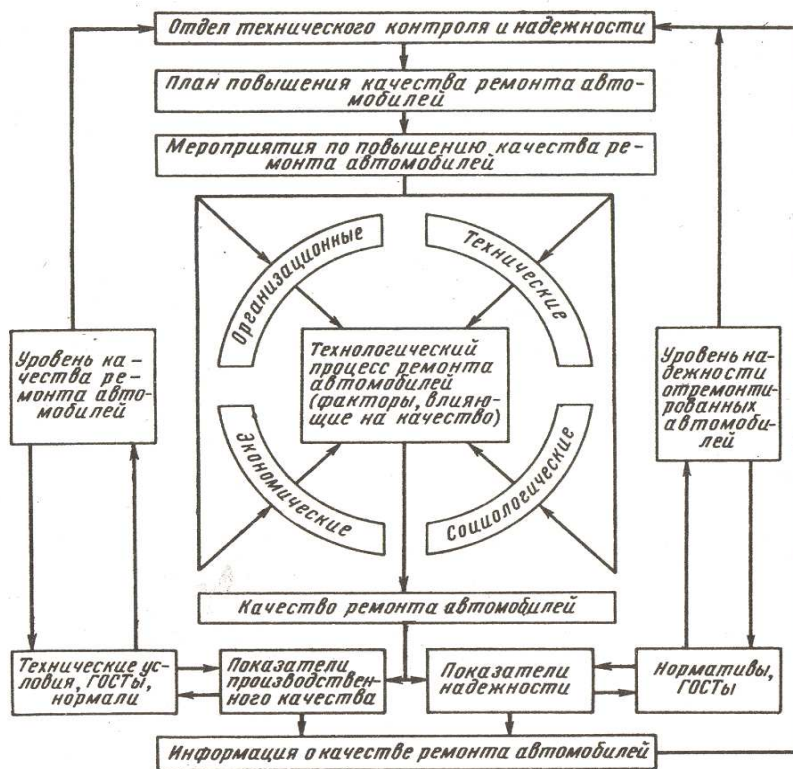 Отдел технического контроля и надежности
План повышения качества ремонта авто-
мобилей
Мероприятия по повышению качества ре-
монта автомобилей
Организационные
Технические
Технологический
процесс ремонта
автомобилей
(факторы, влияю-
щие на качество)
Экономические
Социологические
Уровень ка-
чества ре-
монта авто-
мобилей
Уровень на-
дежности
отремонти-
рованных
автомоби-
лей
Качество ремонта автомобилей
Технические ус-
ловия, ГОСТы,
нормали
Показатели
производствен-
ного качества
Показатели
надежности
Нормативы,
ГОСТы
Информация о качестве ремонта автомобилей